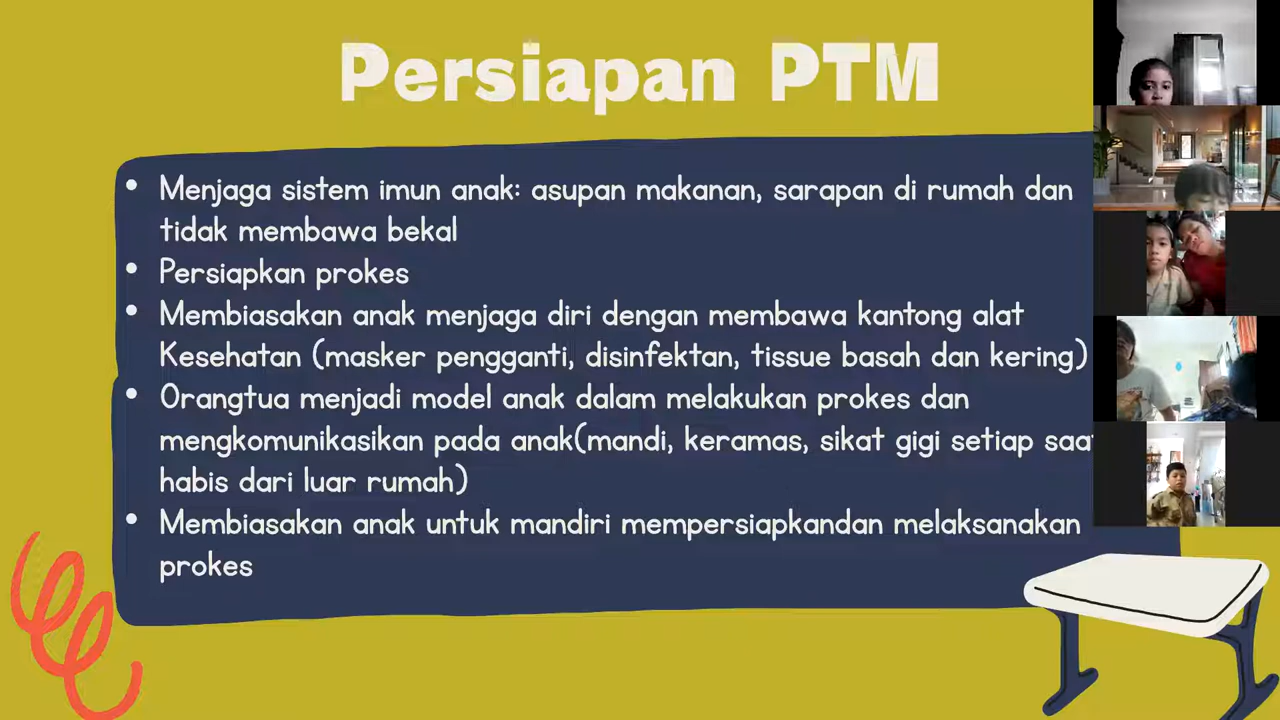 Persiapan PTM
• Menjaga sistem imun anak: asupan makanan, sarapan di rumah dan
tidak membawa bekal
• Persiapkan prokes
• Membiasakan anak menjaga diri dengan membawa kantong alat
Kesehatan (masker pengganti, disinfektan, tissue basah dan kering)
• Orangtua menjadi model anak dalam melakukan prokes dan
mengkomunikasikan pada anak(mandi, keramas, sikat gigi setiap saat
habis dari luar rumah)
• Membiasakan anak untuk mandiri mempersiapkandan melaksanakan
prokes